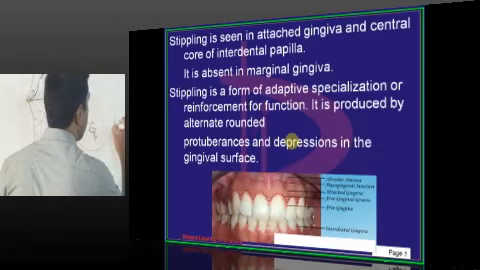 Stippling is seen in attached gingiva and central
core of interdental papilla.
It is absent in marginal gingiva.
Stippling is a form of adaptive specialization or
reinforcement for function. It is produced by
alternate rounded
protuberances and depressions in the
gingival surface.
Alveolar Mucosa
Mucogingival Junction
Attached Gingiva
Free Gingival Groove
Free Gingiva
Interdental Gingiva
Page 1